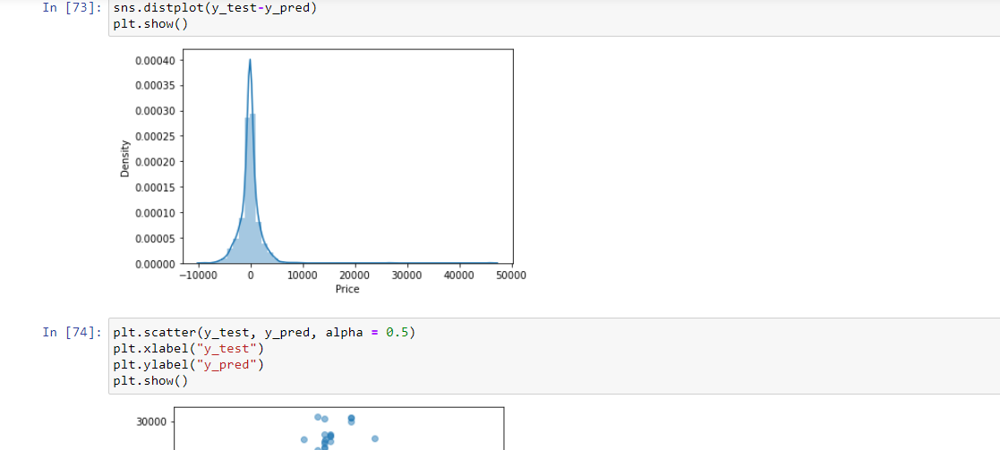 In [73]: sns.distplot(y_test-y_pred)
plt.show()
0.00040
0.00035
0.00030
0.00025
0.00020
0.00015
0.00010
0.00005
0.00000
Density
−10000 0 10000 20000 30000 40000 50000
Price
In [74]: plt.scatter(y_test, y_pred, alpha = 0.5)
plt.xlabel("y_test")
plt.ylabel("y_pred")
plt.show()
30000